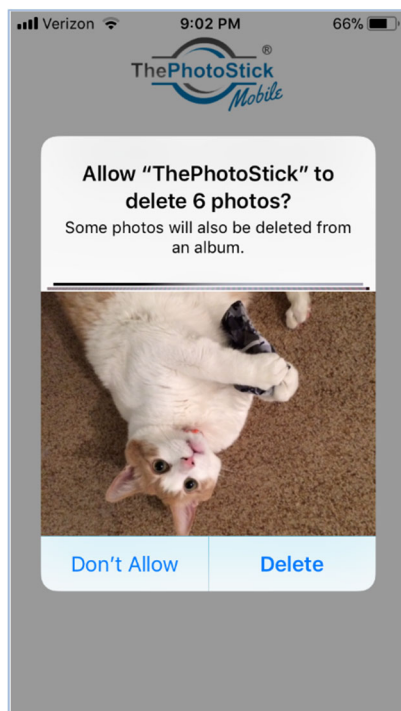 Verizon 9:02 PM 66%
ThePhotoStick®
Mobile
Allow “ThePhotoStick” to
delete 6 photos?
Some photos will also be deleted from
an album.
Don’t Allow Delete